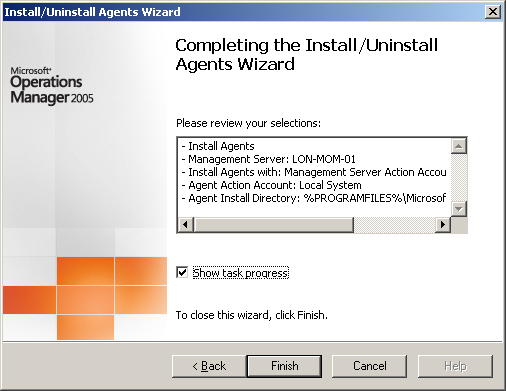 Install/Uninstall Agents Wizard
Microsoft®
Operations
Manager 2005
Completing the Install/Uninstall
Agents Wizard
Please review your selections:
- Install Agents
- Management Server: LON-MOM-01
- Install Agents with: Management Server Action Accou
- Agent Action Account: Local System
- Agent Install Directory: %PROGRAMFILES%\Microsof
Show task progress
To close this wizard, click Finish.
< Back
Finish
Cancel
Help